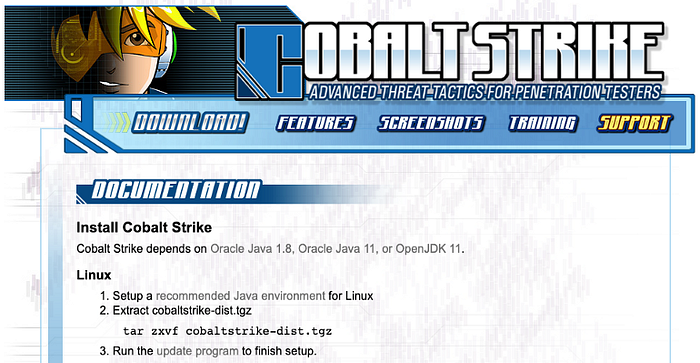 COBALT STRIKE
ADVANCED THREAT TACTICS FOR PENETRATION TESTERS
DOWNLOAD! FEATURES SCREENSHOTS TRAINING SUPPORT
DOCUMENTATION
Install Cobalt Strike
Cobalt Strike depends on Oracle Java 1.8, Oracle Java 11, or OpenJDK 11.
Linux
1. Setup a recommended Java environment for Linux
2. Extract cobaltstrike-dist.tgz
tar zxvf cobaltstrike-dist.tgz
3. Run the update program to finish setup.